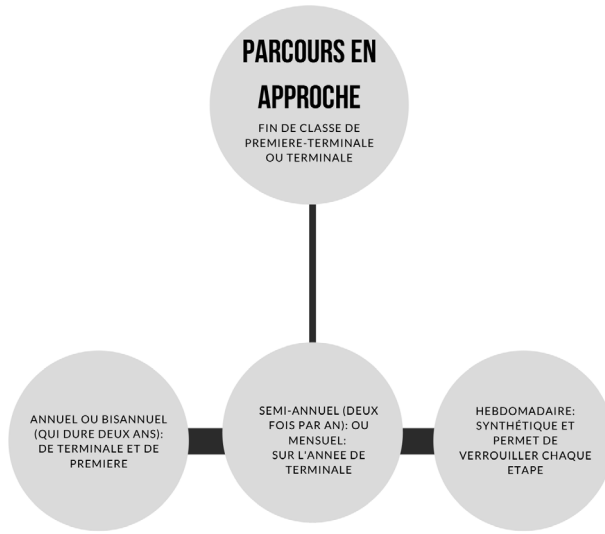 PARCOURS EN
APPROCHE
FIN DE CLASSE DE
PREMIERE-TERMINALE
OU TERMINALE
ANNUEL OU BISANNUEL
(QUI DURE DEUX ANS):
DE TERMINALE ET DE
PREMIERE
SEMI-ANNUEL (DEUX
FOIS PAR AN): OU
MENSUEL:
SUR L'ANNEE DE
TERMINALE
HEBDOMADAIRE:
SYNTHÉTIQUE ET
PERMET DE
VERROUILLER CHAQUE
ETAPE